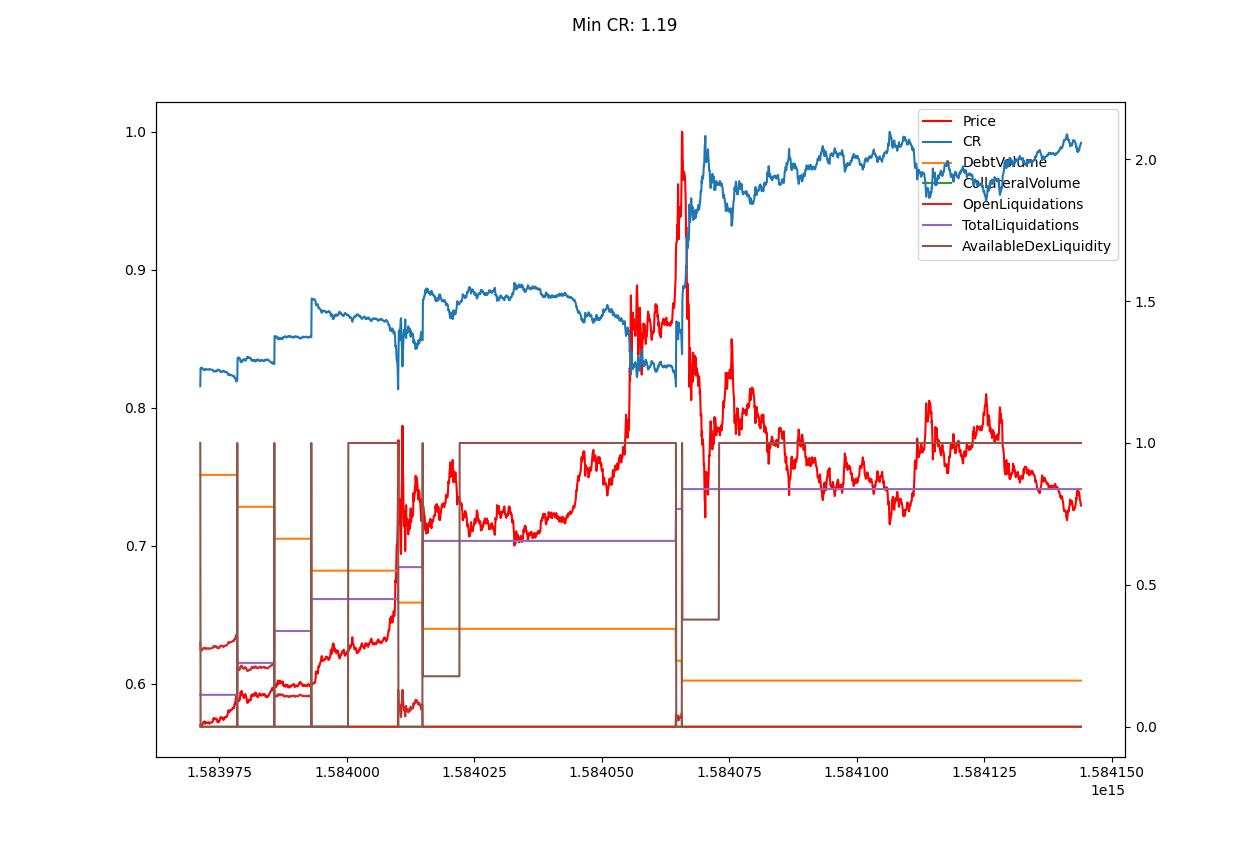 Min CR: 1.19
1.0
0.9
0.8
0.7
0.6
2.0
1.5
1.0
0.5
0.0
Price
CR
DebtVolume
CollateralVolume
OpenLiquidations
TotalLiquidations
AvailableDexLiquidity
1.583975 1.584000 1.584025 1.584050 1.584075 1.584100 1.584125 1.584150
1e15